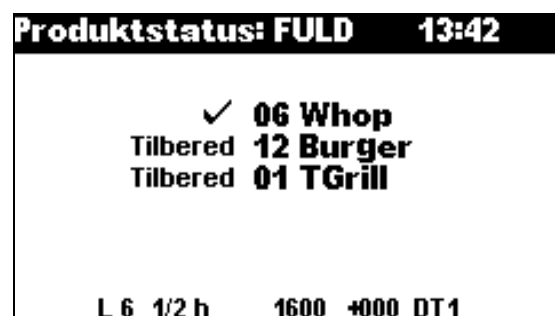 Produktstatus: FULD 13:42
✓ 06 Whop
Tilbered 12 Burger
Tilbered 01 TGrill
L 6 1/2 h 1600 +000 DT1